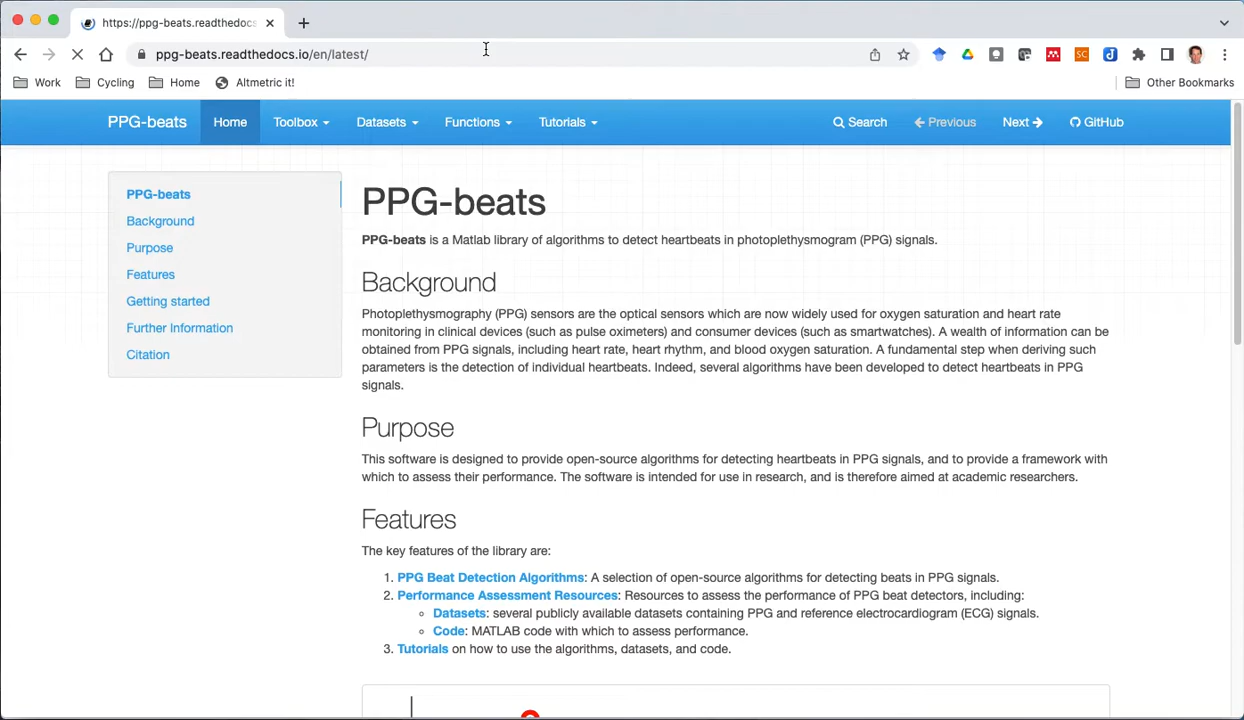 https://ppg-beats.readthedocs
ppg-beats.readthedocs.io/en/latest/
Work Cycling Home Altmetric it! Other Bookmarks
PPG-beats Home Toolbox Datasets Functions Tutorials Search Previous Next GitHub
PPG-beats
Background
Purpose
Features
Getting started
Further Information
Citation
PPG-beats
PPG-beats is a Matlab library of algorithms to detect heartbeats in photoplethysmogram (PPG) signals.
Background
Photoplethysmography (PPG) sensors are the optical sensors which are now widely used for oxygen saturation and heart rate
monitoring in clinical devices (such as pulse oximeters) and consumer devices (such as smartwatches). A wealth of information can be
obtained from PPG signals, including heart rate, heart rhythm, and blood oxygen saturation. A fundamental step when deriving such
parameters is the detection of individual heartbeats. Indeed, several algorithms have been developed to detect heartbeats in PPG
signals.
Purpose
This software is designed to provide open-source algorithms for detecting heartbeats in PPG signals, and to provide a framework with
which to assess their performance. The software is intended for use in research, and is therefore aimed at academic researchers.
Features
The key features of the library are:
1. PPG Beat Detection Algorithms: A selection of open-source algorithms for detecting beats in PPG signals.
2. Performance Assessment Resources: Resources to assess the performance of PPG beat detectors, including:
Datasets: several publicly available datasets containing PPG and reference electrocardiogram (ECG) signals.
Code: MATLAB code with which to assess performance.
3. Tutorials on how to use the algorithms, datasets, and code.